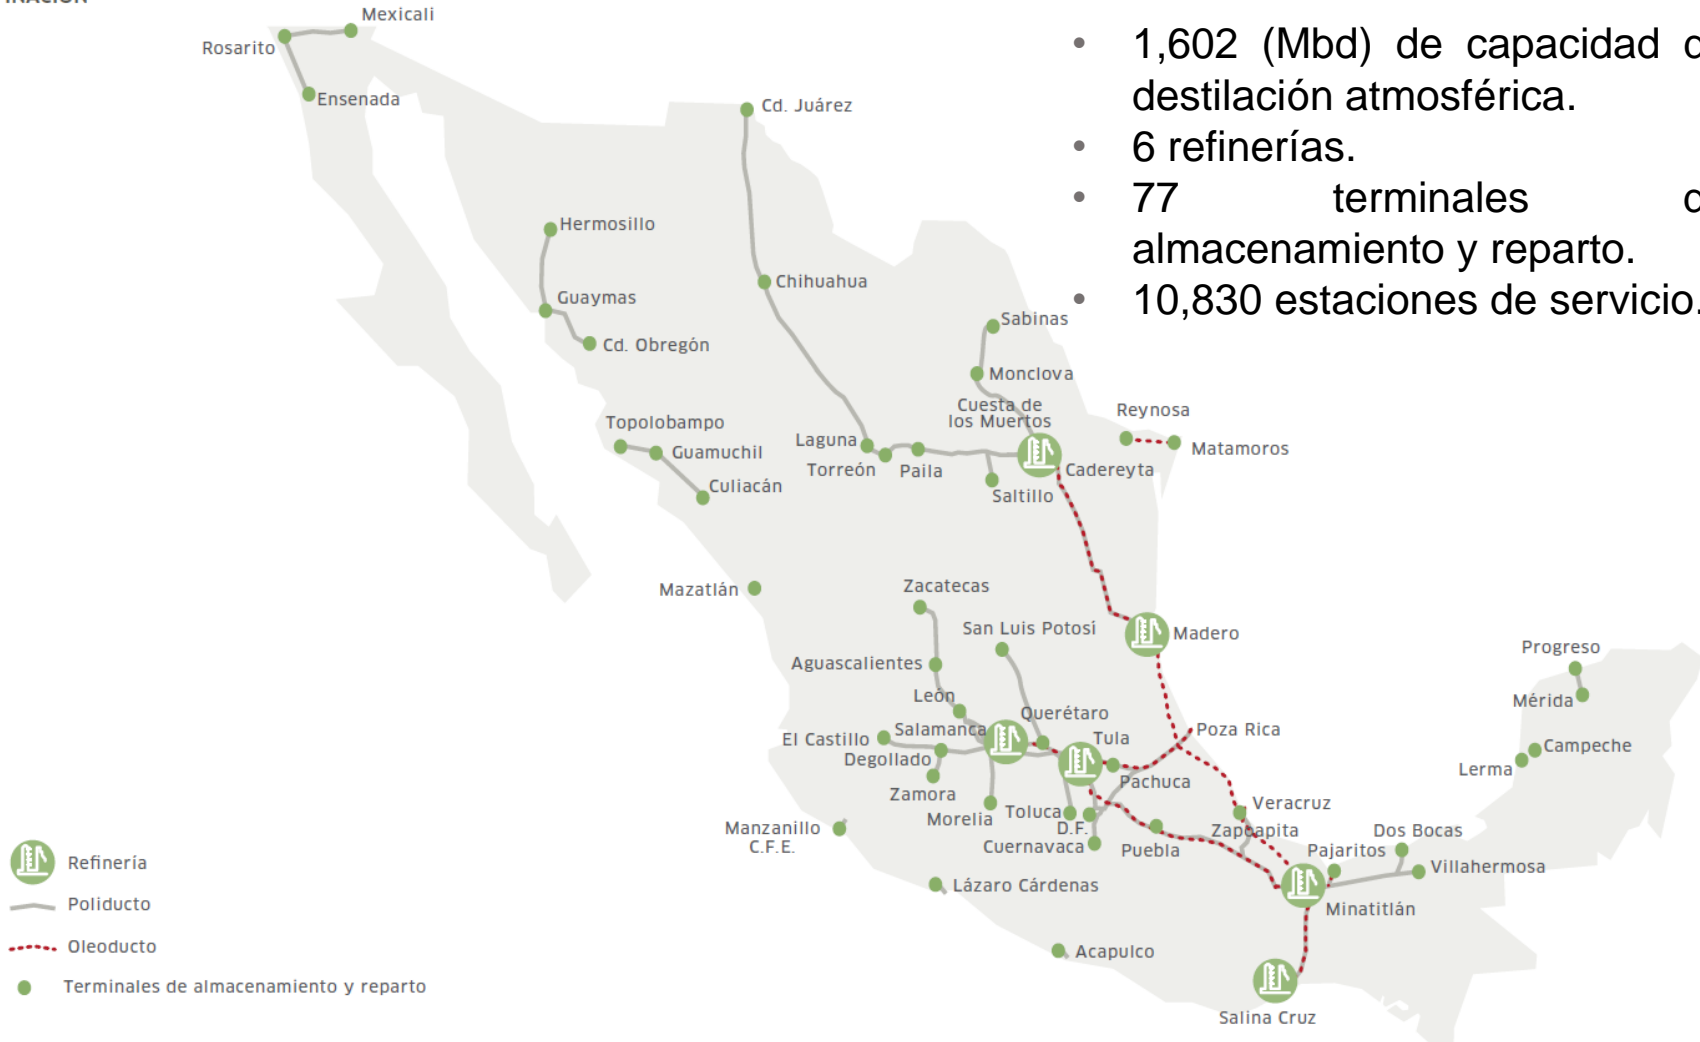 Mexicali
Rosarito
Ensenada
• 1,602 (Mbd) de capacidad
destilación atmosférica.
• 6 refinerías.
• 77 terminales
almacenamiento y reparto.
• 10,830 estaciones de servicio.
Cd. Juárez
Hermosillo
Chihuahua
Guaymas
Sabinas
Cd. Obregón
Monclova
Cuesta de
los Muertos
Reynosa
Topolobampo
Laguna
Matamoros
Guamuchil
Torreón
Paila
Cadereyta
Culiacán
Saltillo
Mazatlán
Zacatecas
San Luis Potosí
Madero
Progreso
Aguascalientes
León
Mérida
Querétaro
Salamanca
El Castillo
Tula
Poza Rica
Campeche
Degollado
Lerma
Pachuca
Zamora
Morelia
Toluca
D.F.
Veracruz
Manzanillo
C.F.E.
Cuernavaca
Puebla
Zapoapita
Dos Bocas
Pajaritos
Villahermosa
Lázaro Cárdenas
Minatitlán
Acapulco
Salina Cruz
Refinería
Poliducto
Oleoducto
Terminales de almacenamiento y reparto